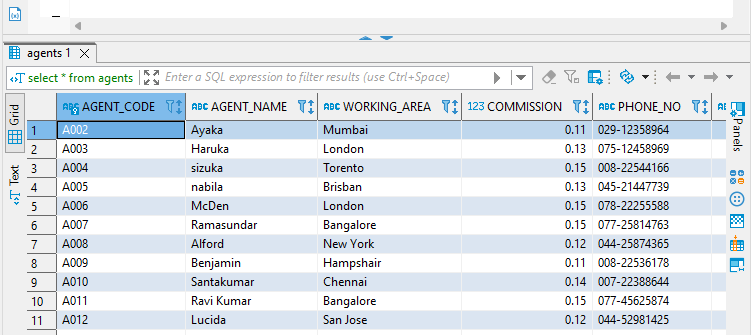 agents 1
select * from agents Enter a SQL expression to filter results (use Ctrl+Space)
Grid
Text
Panels
ABC AGENT_CODE ABC AGENT_NAME ABC WORKING_AREA 123 COMMISSION ABC PHONE_NO ABC
1 A002 Ayaka Mumbai 0.11 029-12358964
2 A003 Haruka London 0.13 075-12458969
3 A004 sizuka Torento 0.15 008-22544166
4 A005 nabila Brisban 0.13 045-21447739
5 A006 McDen London 0.15 078-22255588
6 A007 Ramasundar Bangalore 0.15 077-25814763
7 A008 Alford New York 0.12 044-25874365
8 A009 Benjamin Hampshair 0.11 008-22536178
9 A010 Santakumar Chennai 0.14 007-22388644
10 A011 Ravi Kumar Bangalore 0.15 077-45625874
11 A012 Lucida San Jose 0.12 044-52981425